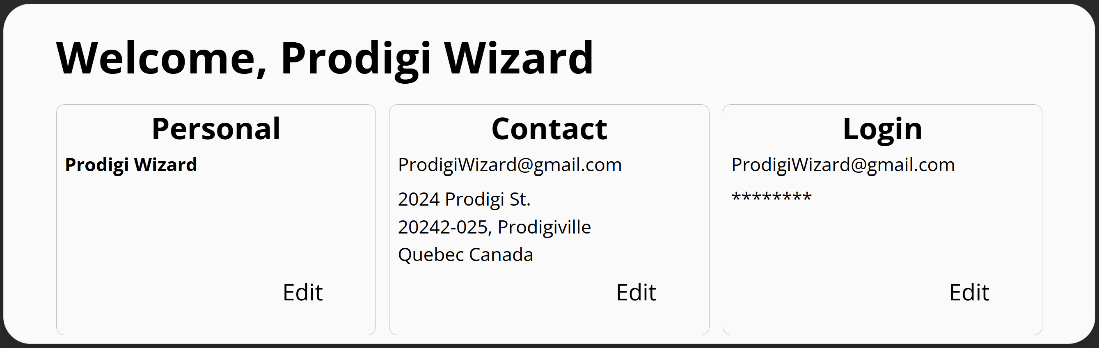 Welcome, Prodigi Wizard
Personal
Prodigi Wizard
Edit
Contact
ProdigiWizard@gmail.com
2024 Prodigi St.
20242-025, Prodigiville
Quebec Canada
Edit
Login
ProdigiWizard@gmail.com
********
Edit